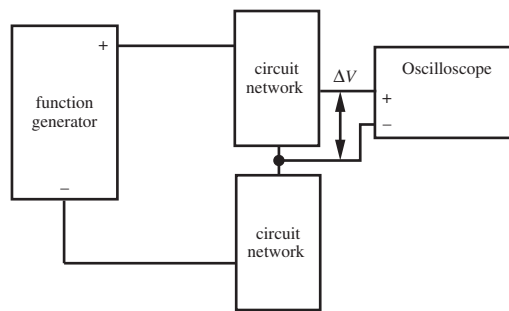 +
function
generator
−
circuit
network
ΔV
Oscilloscope
+
−
circuit
network